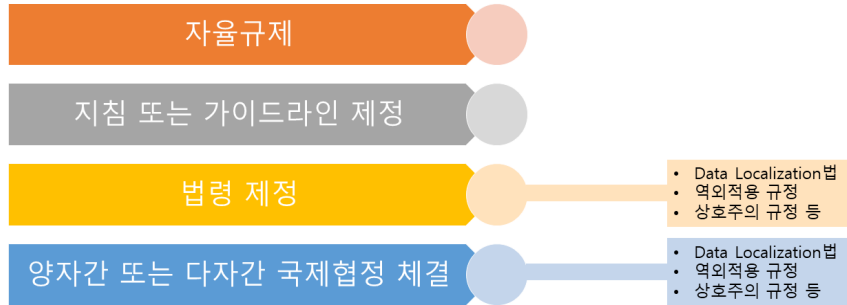 자율규제
지침 또는 가이드라인 제정
법령 제정
• Data Localization법
• 역외적용 규정
• 상호주의 규정 등
양자간 또는 다자간 국제협정 체결
• Data Localization법
• 역외적용 규정
• 상호주의 규정 등